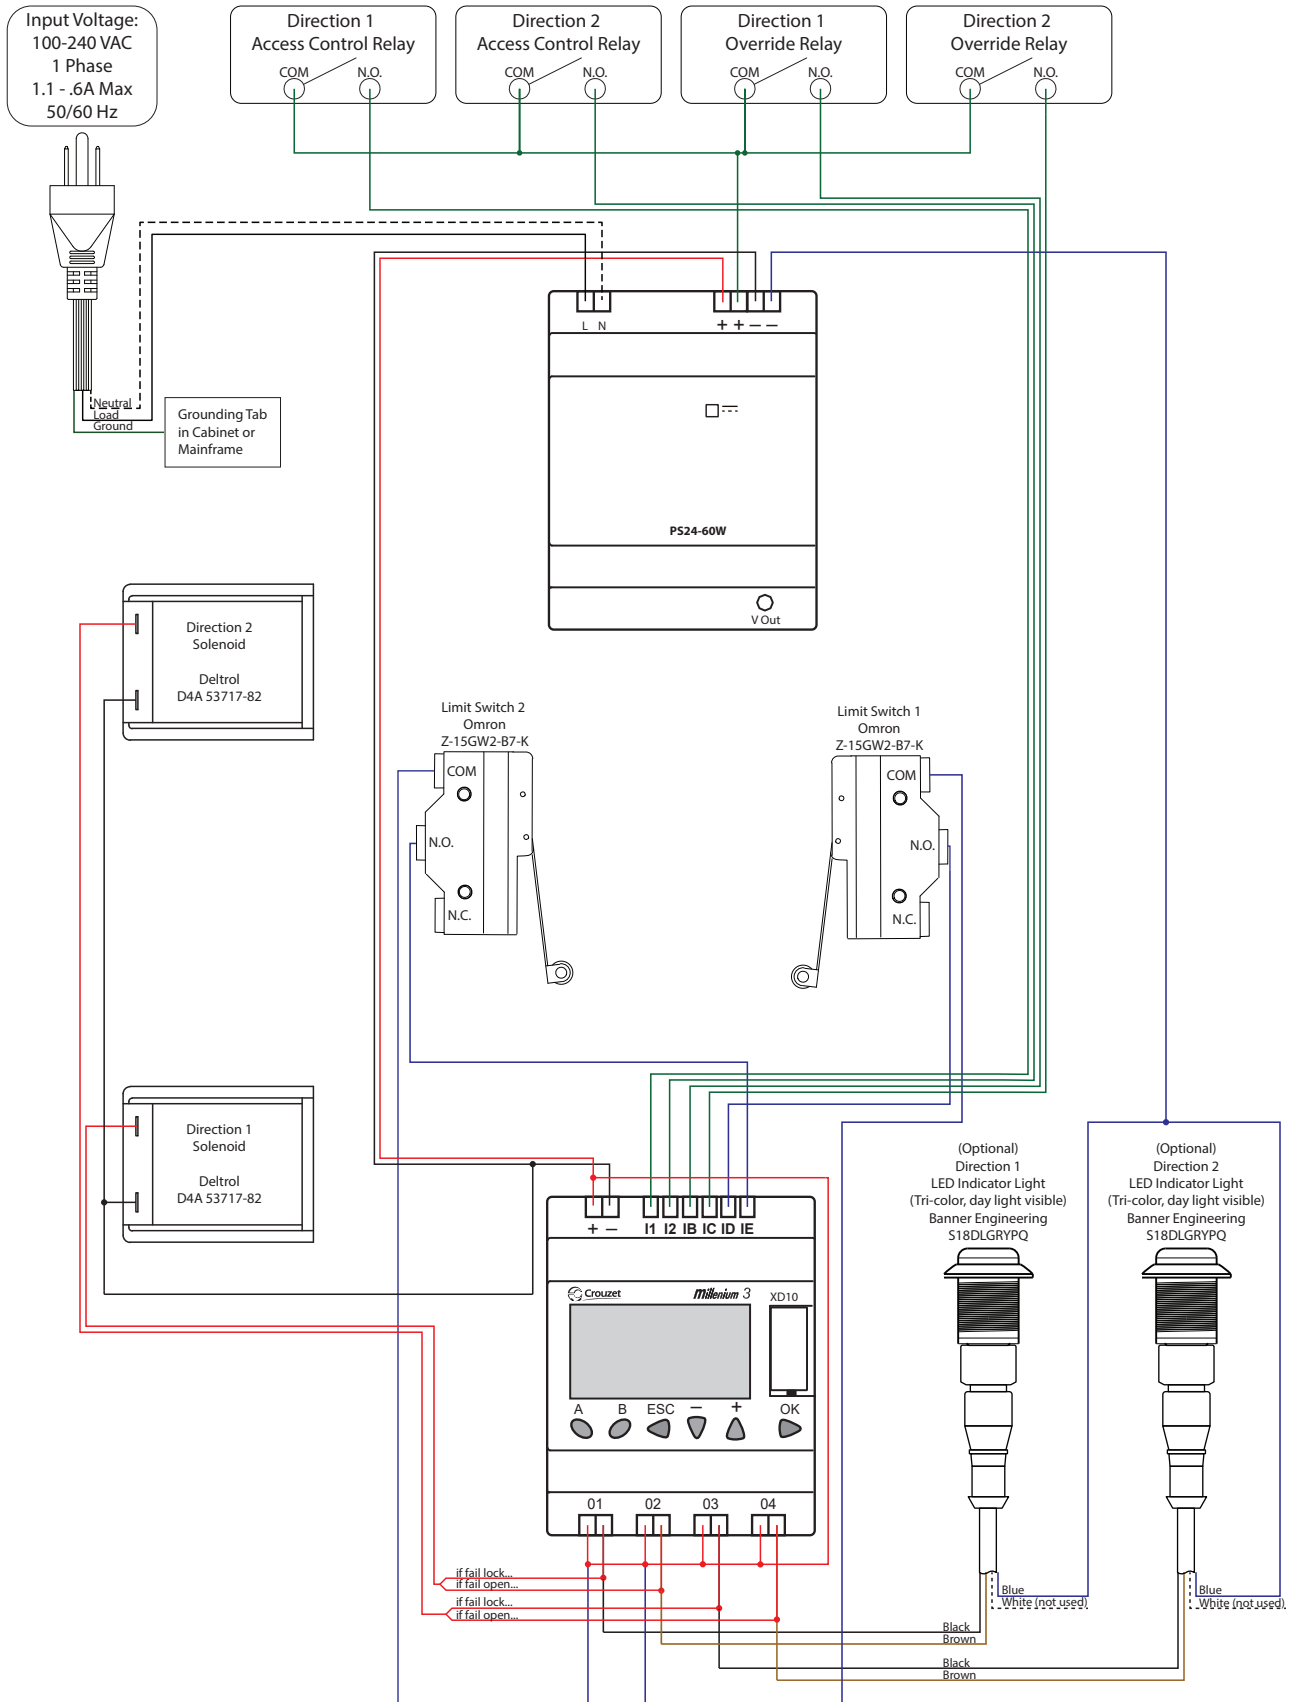 Input Voltage:
100-240 VAC
1 Phase
1.1 - .6A Max
50/60 Hz
Direction 1
Access Control Relay
COM
N.O.
Direction 2
Access Control Relay
COM
N.O.
Direction 1
Override Relay
COM
N.O.
Direction 2
Override Relay
COM
N.O.
Neutral
Load
Ground
Grounding Tab
in Cabinet or
Mainframe
L N
+ + — —
PS24-60W
V Out
Direction 2
Solenoid
Deltrol
D4A 53717-82
Limit Switch 2
Omron
Z-15GW2-B7-K
COM
N.O.
N.C.
Limit Switch 1
Omron
Z-15GW2-B7-K
COM
N.O.
N.C.
Direction 1
Solenoid
Deltrol
D4A 53717-82
+ — I1 I2 IB IC ID IE
Crouzet
Millenium 3
XD10
A B ESC — + OK
01 02 03 04
(Optional)
Direction 1
LED Indicator Light
(Tri-color, day light visible)
Banner Engineering
S18DLGRYPQ
(Optional)
Direction 2
LED Indicator Light
(Tri-color, day light visible)
Banner Engineering
S18DLGRYPQ
if fail lock...
if fail open...
if fail lock...
if fail open...
Blue
White (not used)
Blue
White (not used)
Black
Brown
Black
Brown